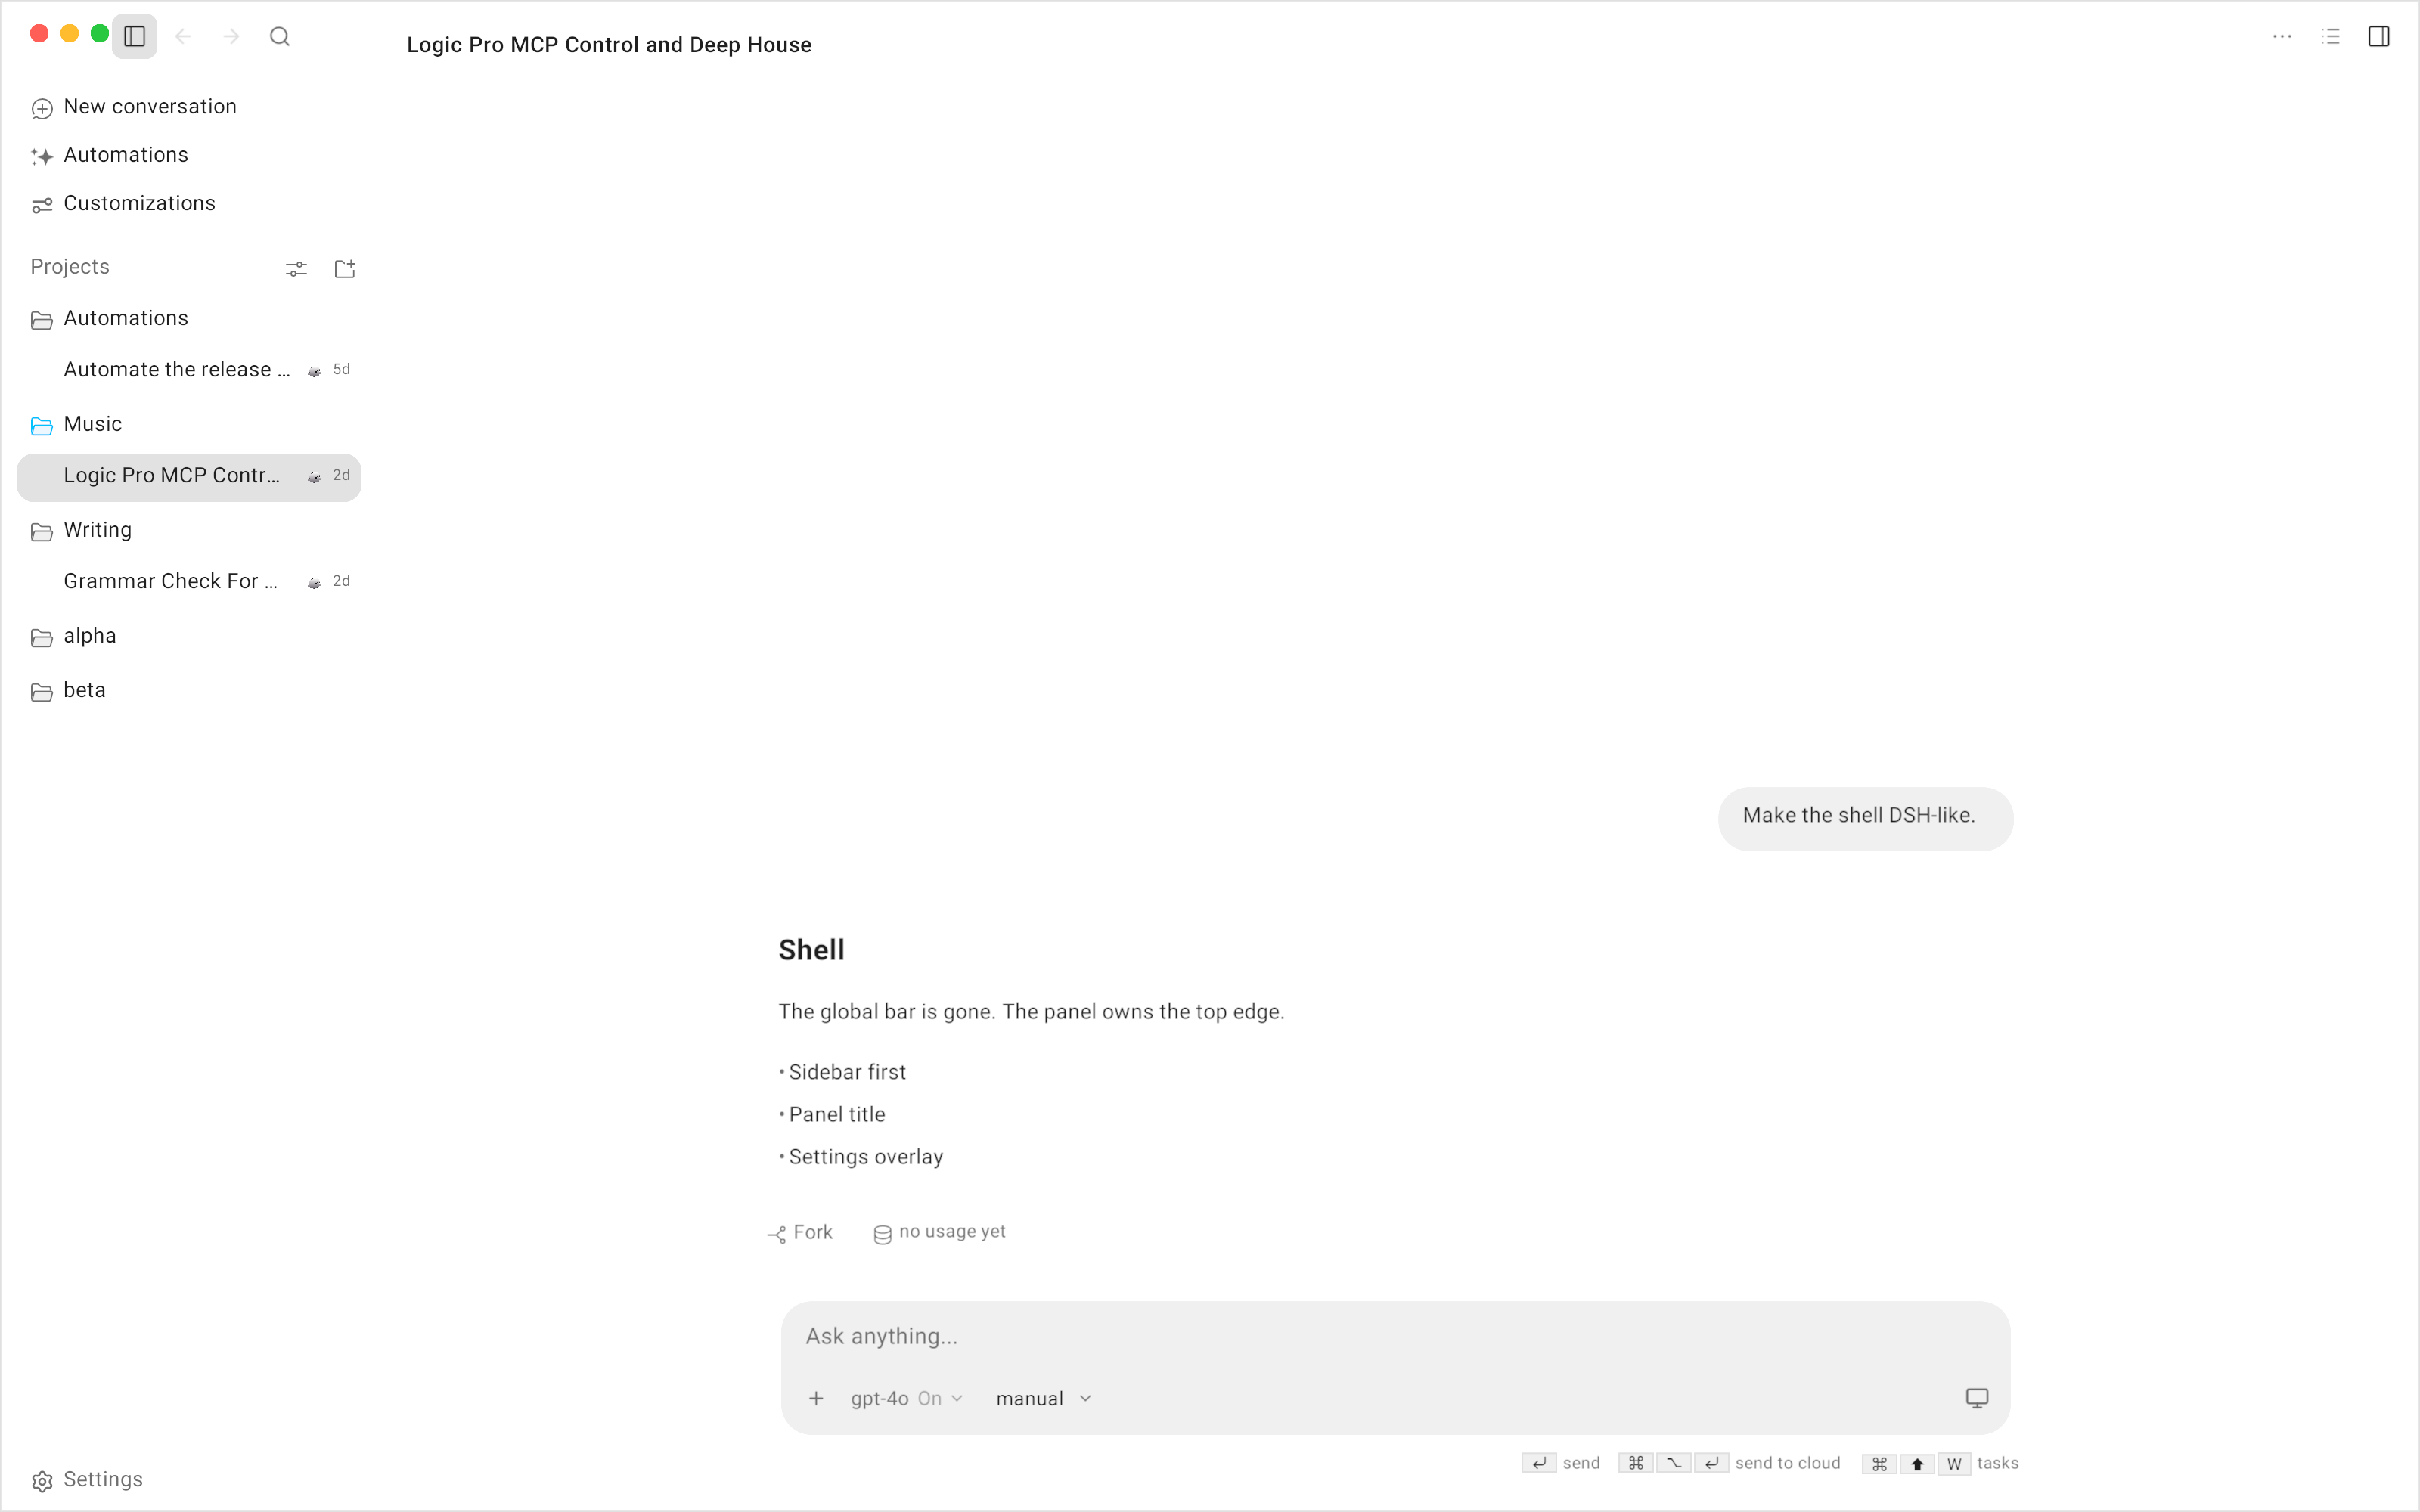 Logic Pro MCP Control and Deep House
New conversation
Automations
Customizations
Projects
Automations
Automate the release ... 5d
Music
Logic Pro MCP Contr... 2d
Writing
Grammar Check For ... 2d
alpha
beta
Settings
Make the shell DSH-like.
Shell
The global bar is gone. The panel owns the top edge.
• Sidebar first
• Panel title
• Settings overlay
Fork no usage yet
Ask anything...
gpt-4o On manual
send ⌘ ⌥ send to cloud ⌘ W tasks